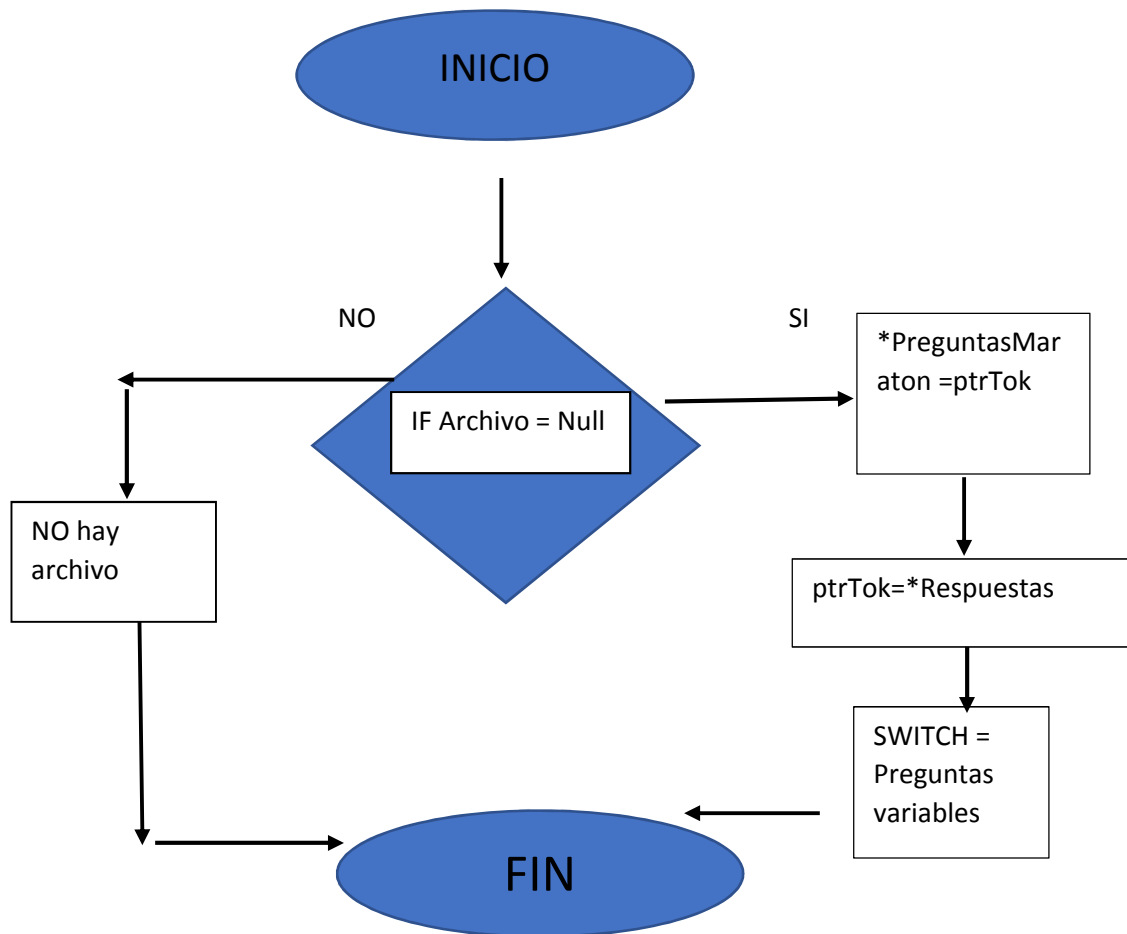 INICIO
NO
SI
*PreguntasMar
aton =ptrTok
IF Archivo = Null
NO hay
archivo
ptrTok=*Respuestas
SWITCH =
Preguntas
variables
FIN